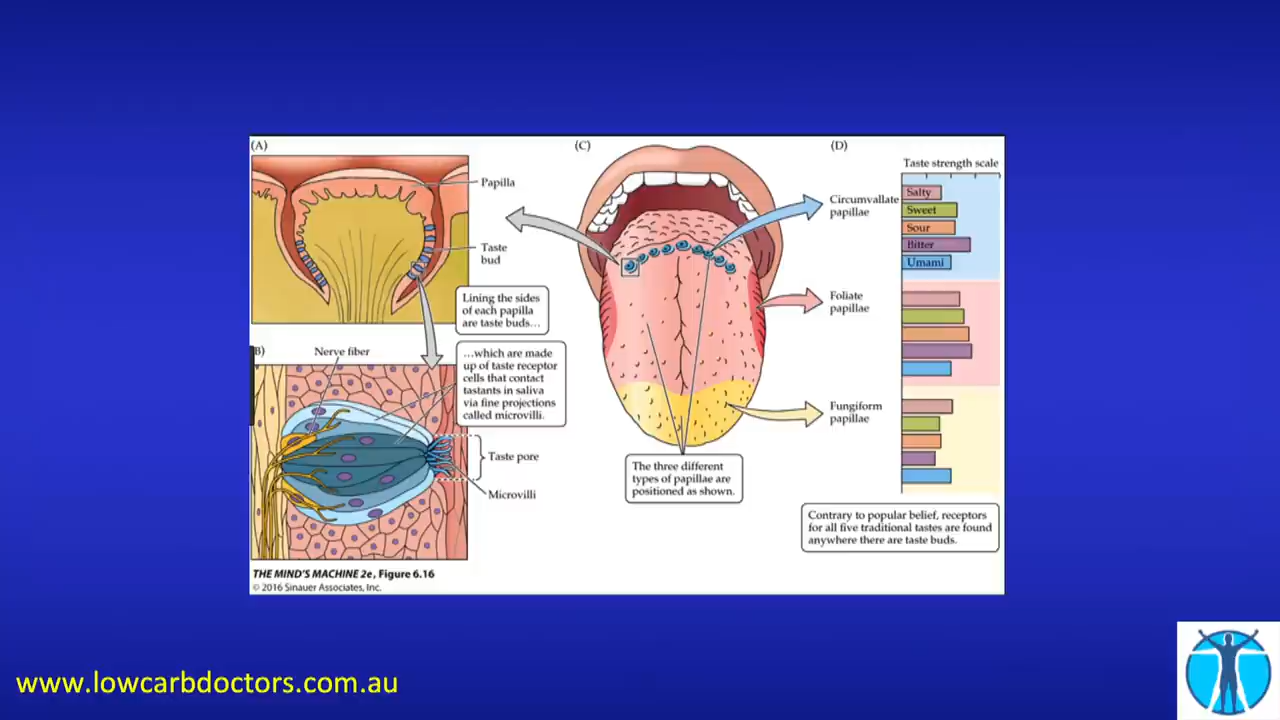 (A)
Papilla
Taste
bud
Lining the sides
of each papilla
are taste buds...
B)
Nerve fiber
...which are made
up of taste receptor
cells that contact
tastants in saliva
via fine projections
called microvilli.
Taste pore
Microvilli
THE MIND'S MACHINE 2e, Figure 6.16
© 2016 Sinauer Associates, Inc.
(C)
Circumvallate
papillae
Foliate
papillae
Fungiform
papillae
The three different
types of papillae are
positioned as shown.
(D)
Taste strength scale
Salty
Sweet
Sour
Bitter
Umami
Contrary to popular belief, receptors
for all five traditional tastes are found
anywhere there are taste buds.
www.lowcarbdoctors.com.au